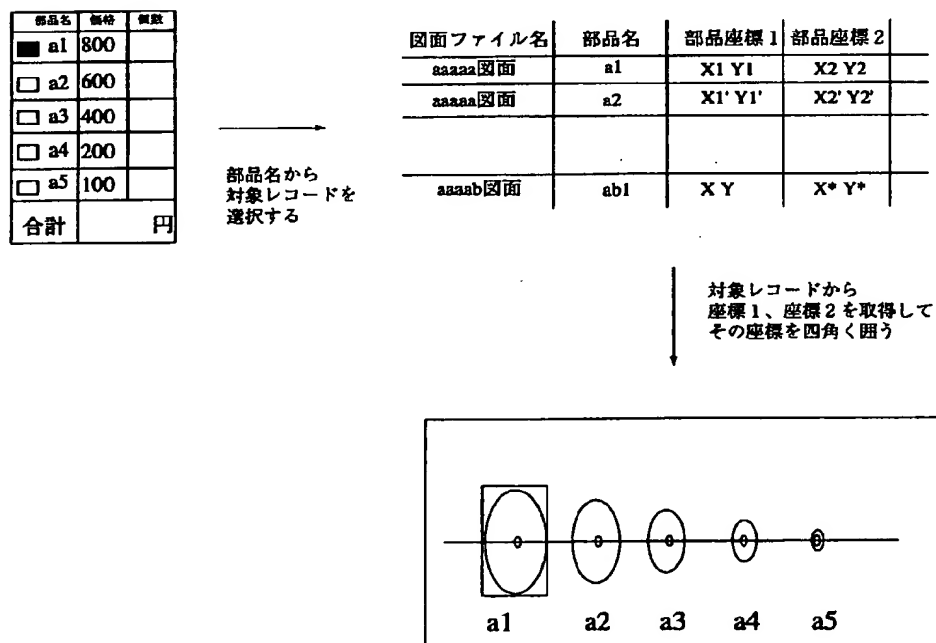 部品名 価格 個数
a1 800
a2 600
a3 400
a4 200
a5 100
合計 円
部品名から
対象レコードを
選択する
図面ファイル名 部品名 部品座標1 部品座標2
aaaaa図面 a1 X1 Y1 X2 Y2
aaaaa図面 a2 X1' Y1' X2' Y2'
aaaab図面 ab1 X Y X* Y*
対象レコードから
座標1、座標2を取得して
その座標を四角く囲う
a1 a2 a3 a4 a5